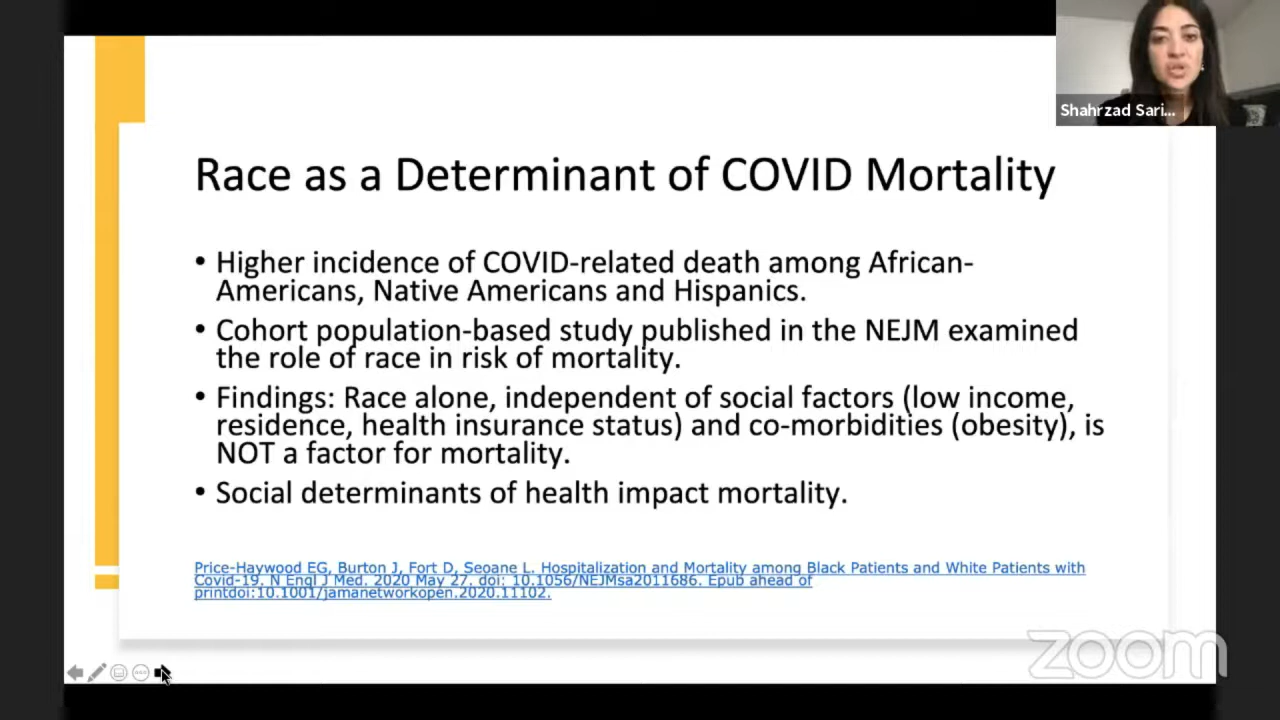 Shahrzad Sari...
Race as a Determinant of COVID Mortality
• Higher incidence of COVID-related death among African-
Americans, Native Americans and Hispanics.
• Cohort population-based study published in the NEJM examined
the role of race in risk of mortality.
• Findings: Race alone, independent of social factors (low income,
residence, health insurance status) and co-morbidities (obesity), is
NOT a factor for mortality.
• Social determinants of health impact mortality.
Price-Haywood EG, Burton J, Fort D, Seoane L. Hospitalization and Mortality among Black Patients and White Patients with
Covid-19. N Engl J Med. 2020 May 27. doi: 10.1056/NEJMsa2011686. Epub ahead of
printdoi:10.1001/jamanetworkopen.2020.11102.
zoom